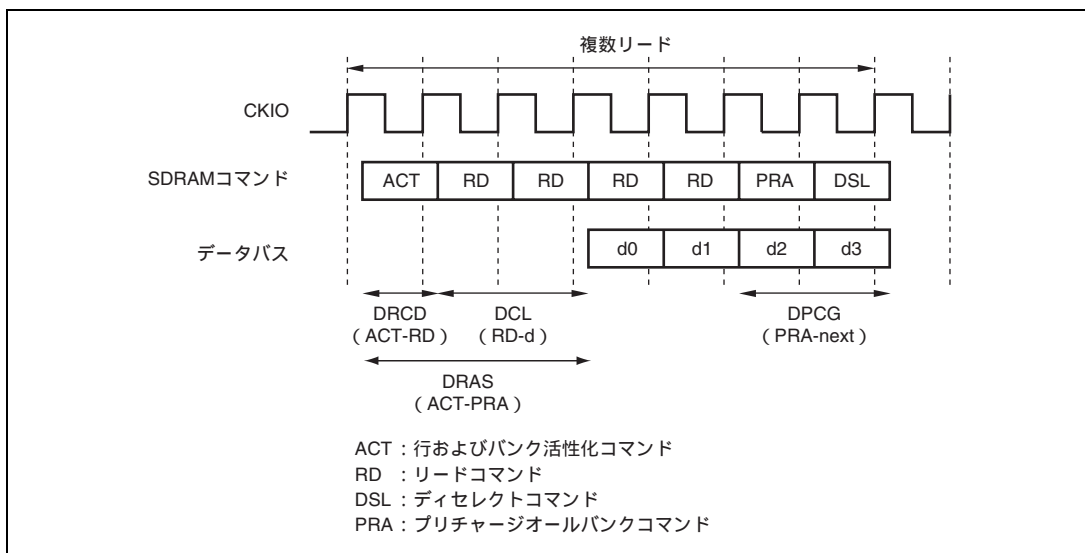 複数リード
CKIO
SDRAMコマンド ACT RD RD RD RD PRA DSL
データバス d0 d1 d2 d3
DRCD DCL DPCG
（ACT-RD） （RD-d） （PRA-next）
DRAS
（ACT-PRA）
ACT：行およびバンク活性化コマンド
RD ：リードコマンド
DSL：ディセレクトコマンド
PRA：プリチャージオールバンクコマンド